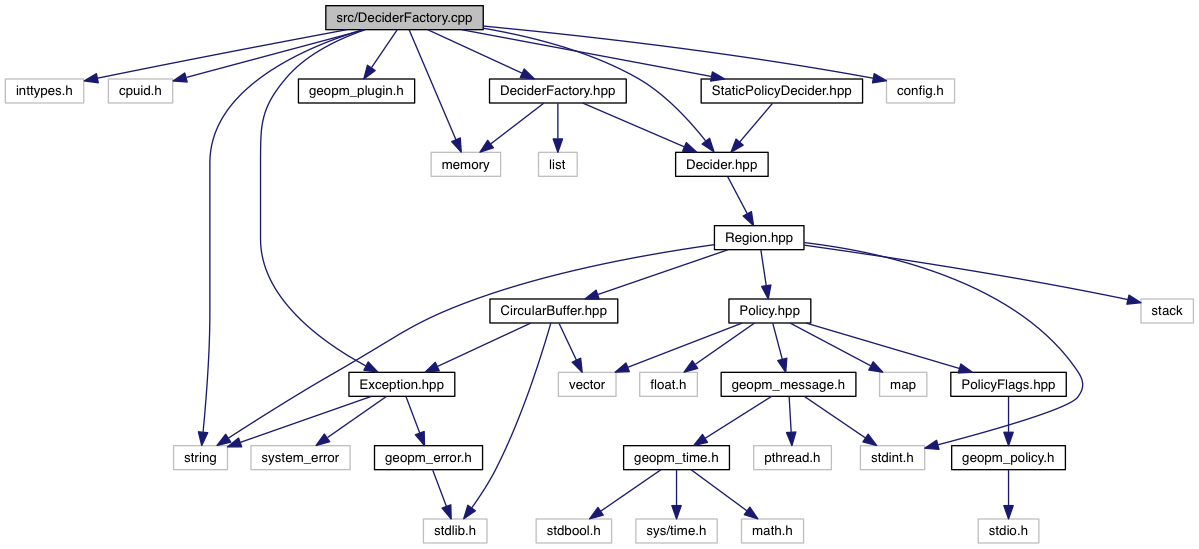 src/DeciderFactory.cpp
inttypes.h
cpuid.h
geopm_plugin.h
DeciderFactory.hpp
StaticPolicyDecider.hpp
config.h
memory
list
Decider.hpp
Region.hpp
CircularBuffer.hpp
Policy.hpp
stack
Exception.hpp
vector
float.h
geopm_message.h
map
PolicyFlags.hpp
string
system_error
geopm_error.h
geopm_time.h
pthread.h
stdint.h
geopm_policy.h
stdlib.h
stdbool.h
sys/time.h
math.h
stdio.h